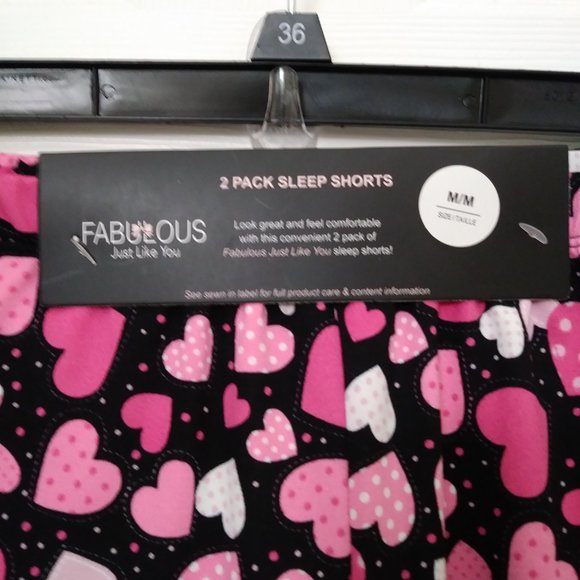 36
2 PACK SLEEP SHORTS
M/M
SIZE / TAILLE
FABULOUS
Just Like You
Look great and feel comfortable
with this convenient 2 pack of
Fabulous Just Like You sleep shorts!
See sewn in label for full product care & content information